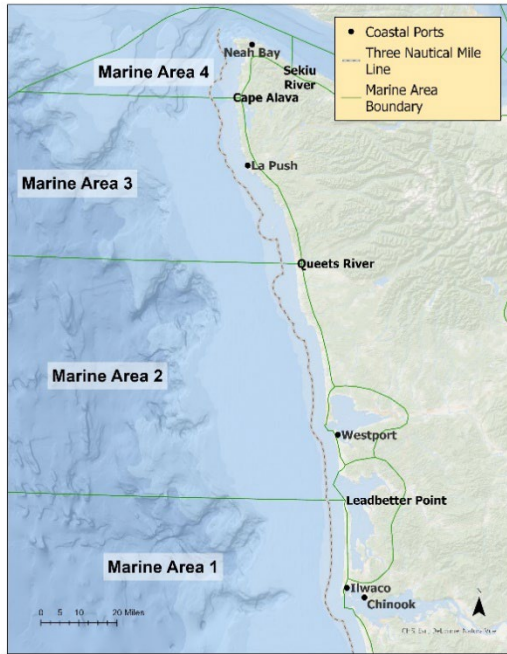 Coastal Ports
Three Nautical Mile
Line
Marine Area
Boundary
Neah Bay
Marine Area 4
Sekiu
River
Cape Alava
La Push
Marine Area 3
Queets River
Marine Area 2
Westport
Leadbetter Point
Marine Area 1
Ilwaco
Chinook
0 5 10 20 Miles
N